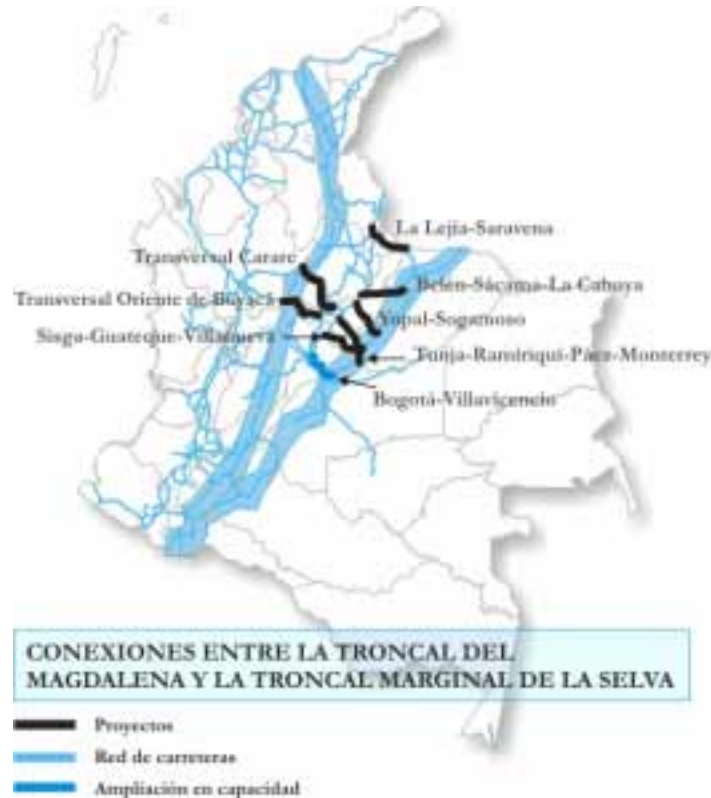 La Lejía-Saravena
Transversal Carare
Belén-Sácama-La Cabuya
Transversal Oriente de Boyacá
Yopal-Sogamoso
Sisga-Guateque-Villanueva
Tunja-Ramiriquí-Páez-Monterrey
Bogotá-Villavicencio
CONEXIONES ENTRE LA TRONCAL DEL
MAGDALENA Y LA TRONCAL MARGINAL DE LA SELVA
Proyectos
Red de carreteras
Ampliación en capacidad